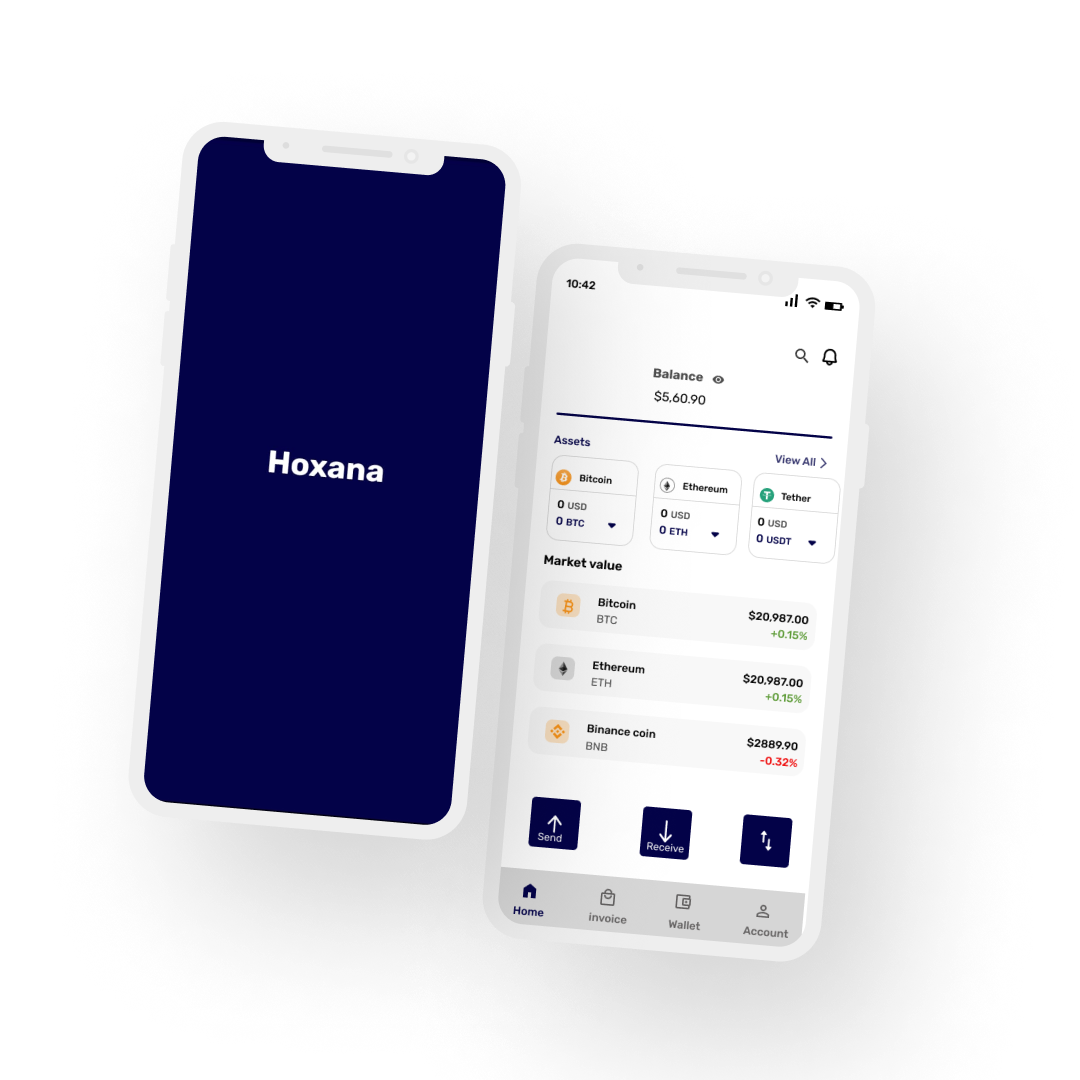 Hoxana
10:42
Balance
$5,60.90
Assets
View All
Bitcoin
0 USD
0 BTC
Ethereum
0 USD
0 ETH
Tether
0 USD
0 USDT
Market value
Bitcoin
BTC
$20,987.00
+0.15%
Ethereum
ETH
$20,987.00
+0.15%
Binance coin
BNB
$2889.90
-0.32%
Send
Receive
Home
invoice
Wallet
Account